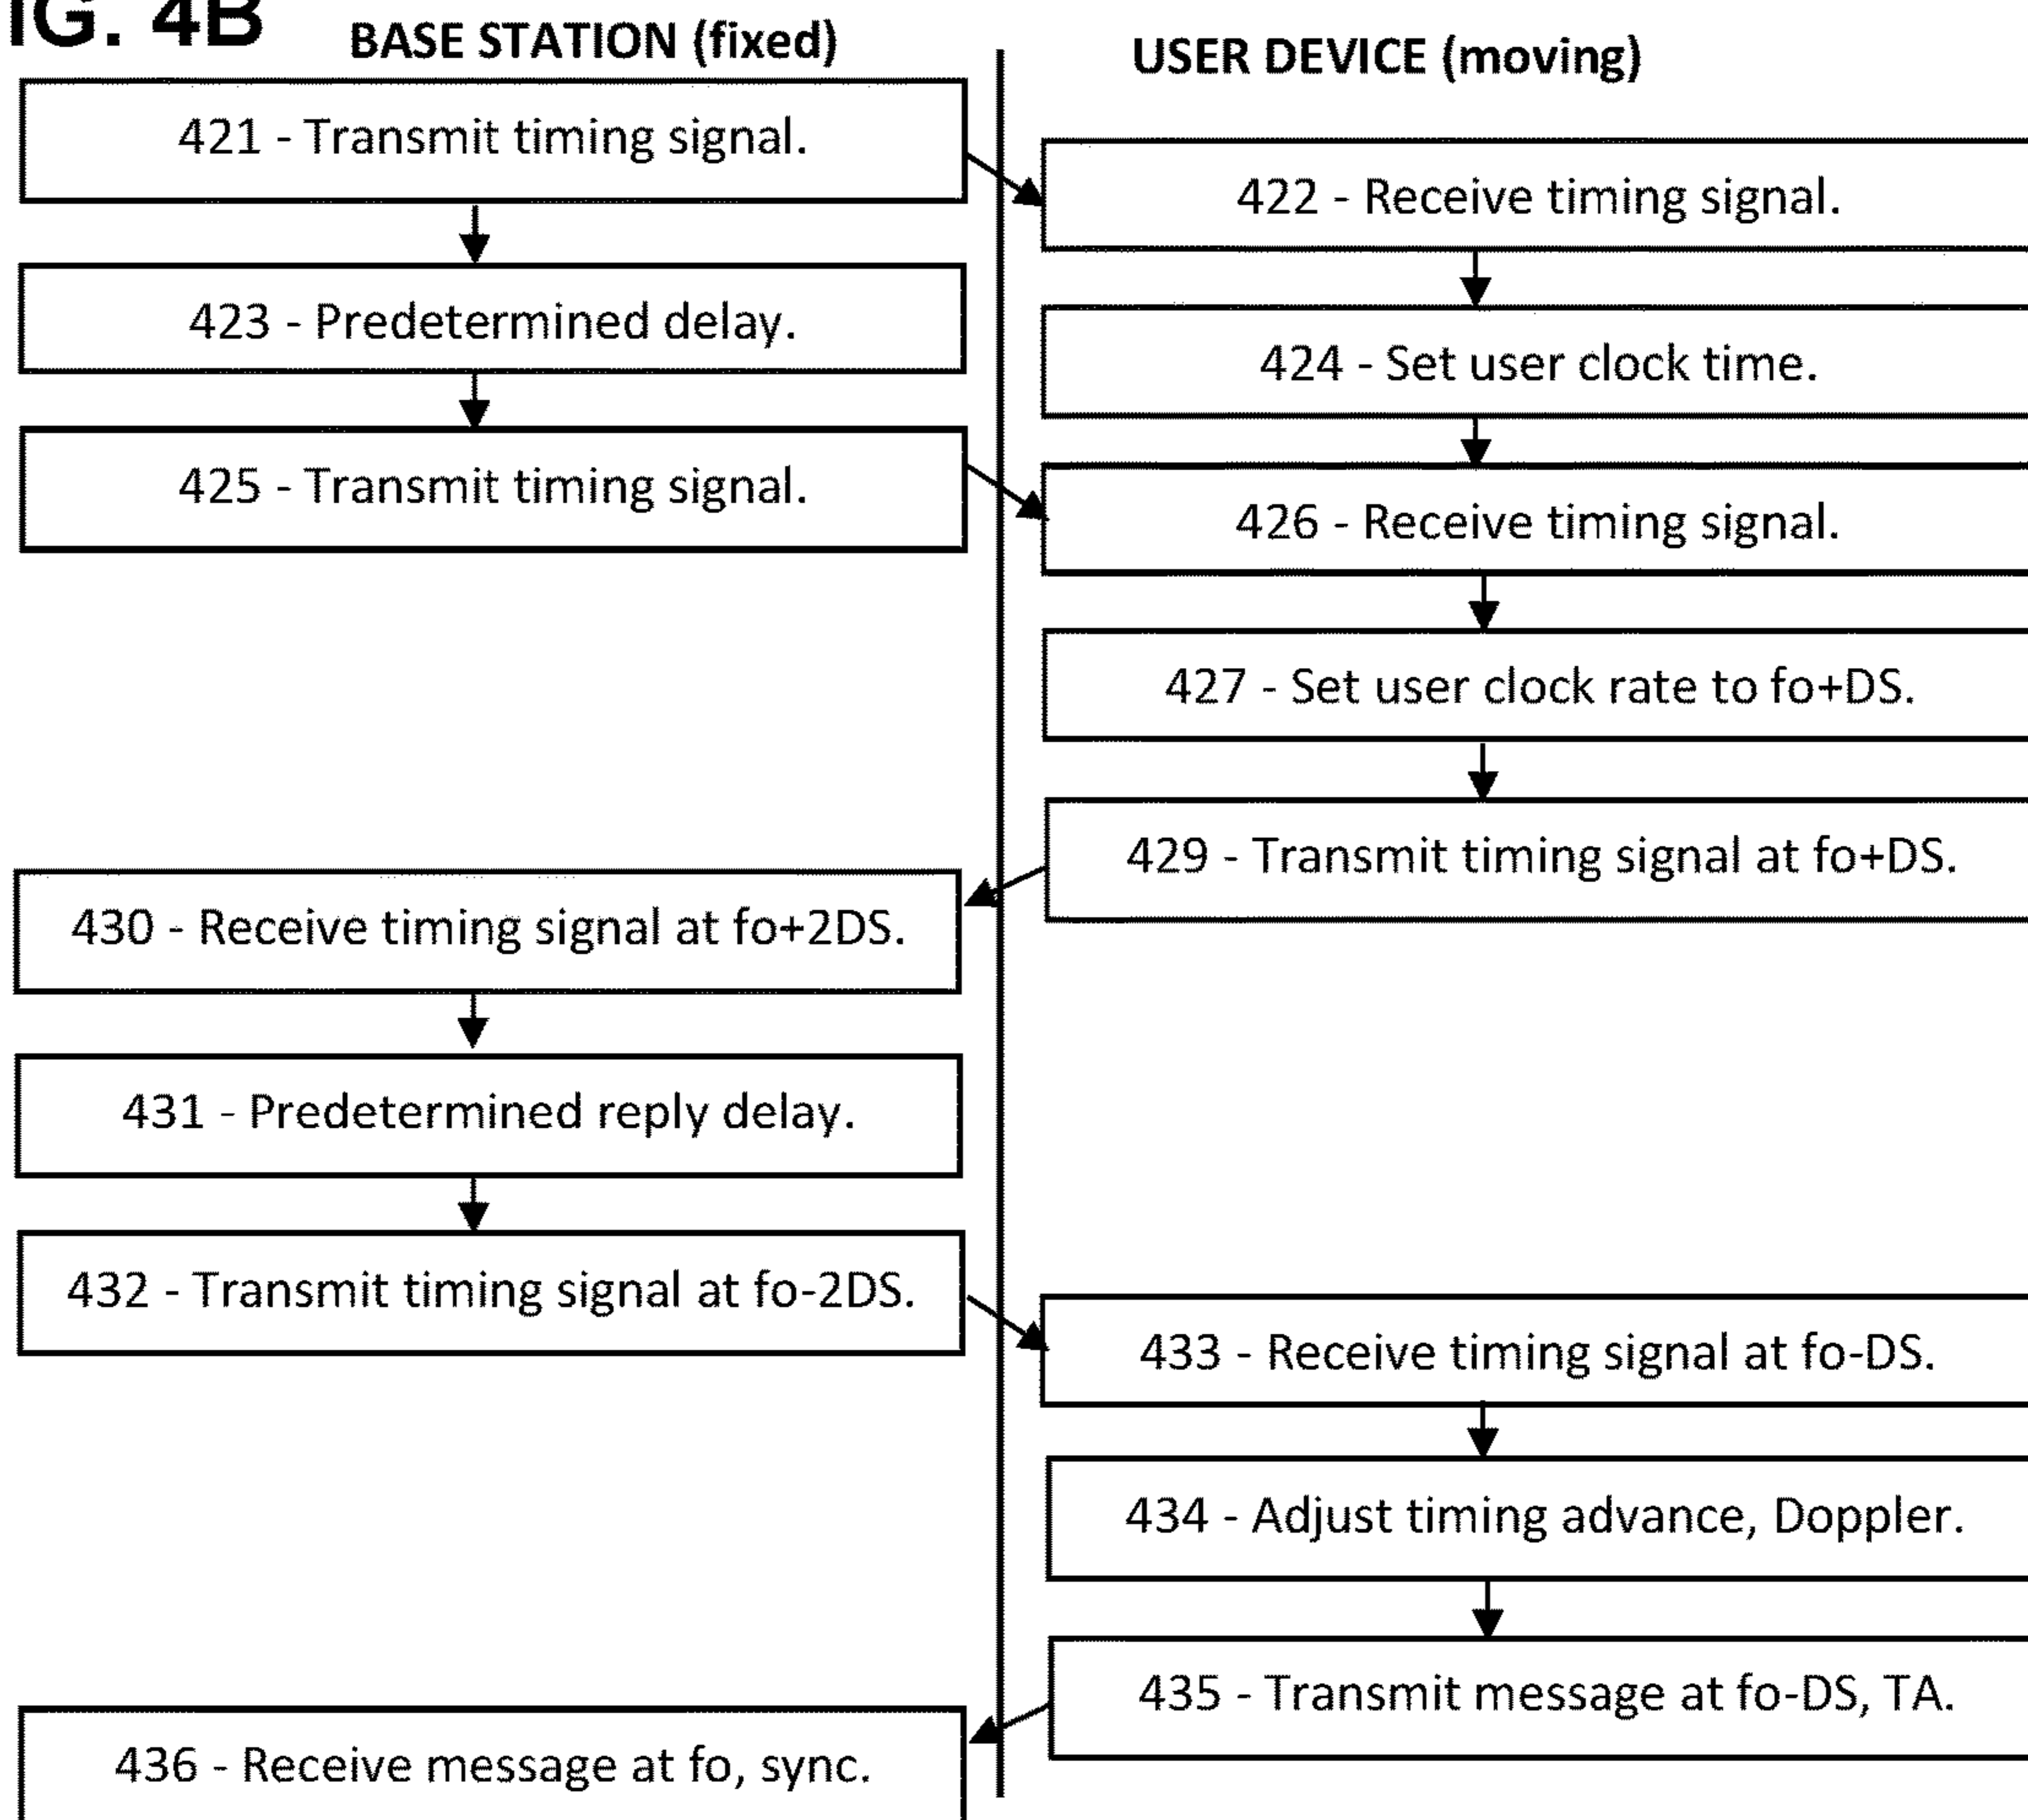 IG. 4B
BASE STATION (fixed)
USER DEVICE (moving)
421 - Transmit timing signal.
422 - Receive timing signal.
423 - Predetermined delay.
424 - Set user clock time.
425 - Transmit timing signal.
426 - Receive timing signal.
427 - Set user clock rate to fo+DS.
429 - Transmit timing signal at fo+DS.
430 - Receive timing signal at fo+2DS.
431 - Predetermined reply delay.
432 - Transmit timing signal at fo-2DS.
433 - Receive timing signal at fo-DS.
434 - Adjust timing advance, Doppler.
435 - Transmit message at fo-DS, TA.
436 - Receive message at fo, sync.